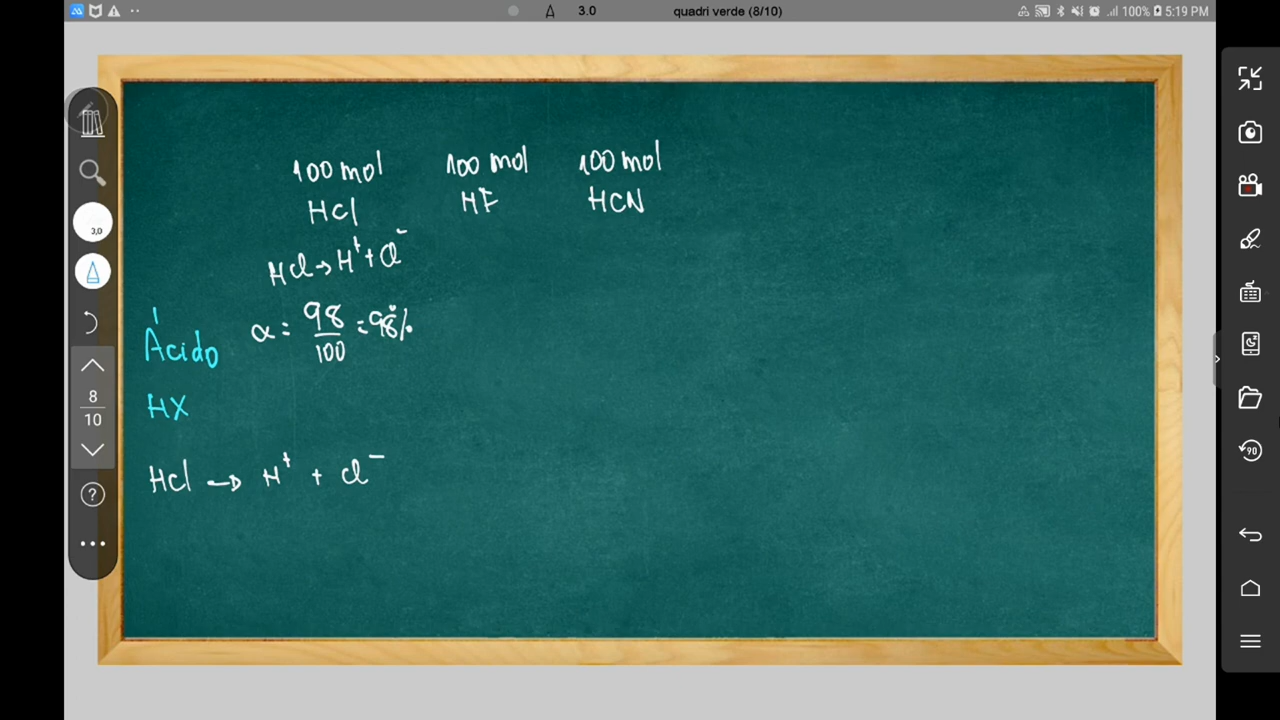 3.0 quadri verde (8/10) 100% 5:19 PM
100 mol 100 mol 100 mol
HCl HF HCN
HCl → H⁺ + Cl⁻
α = 98/100 = 98%
Ácido
HX
HCl → H⁺ + Cl⁻
3,0
8
10
?
90